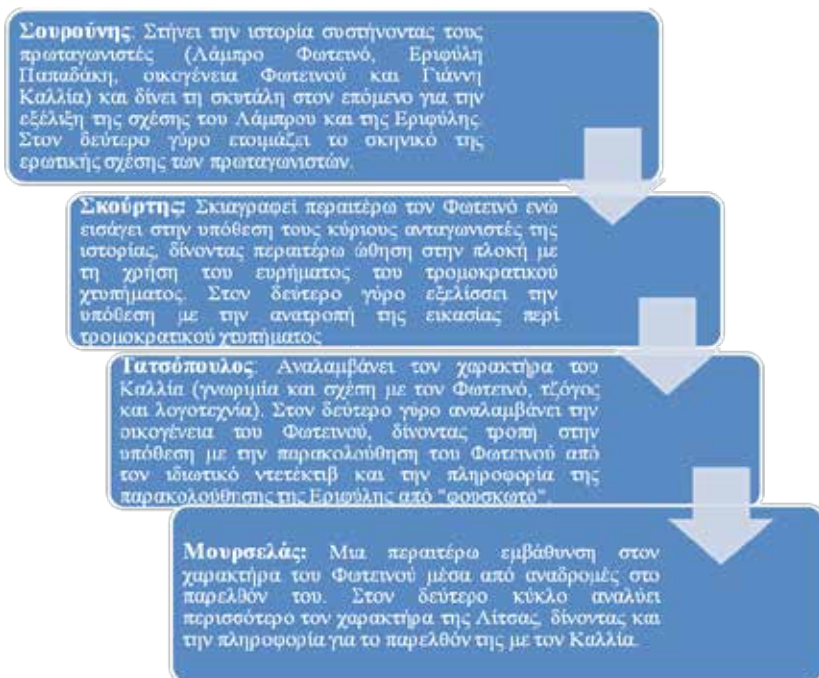 Σουρούνης: Στήνει την ιστορία συστήνοντας τους
πρωταγωνιστές (Λάμπρο Φωτεινό, Εριφύλη
Παπαδάκη, οικογένεια Φωτεινού και Γιάννη
Καλλία) και δίνει τη σκυτάλη στον επόμενο για την
εξέλιξη της σχέσης του Λάμπρου και της Εριφύλης.
Στον δεύτερο γύρο ετοιμάζει το σκηνικό της
ερωτικής σχέσης των πρωταγωνιστών.
Σκούρτης: Σκιαγραφεί περαιτέρω τον Φωτεινό ενώ
εισάγει στην υπόθεση τους κύριους ανταγωνιστές της
ιστορίας, δίνοντας περαιτέρω ώθηση στην πλοκή με
τη χρήση του ευρήματος του τρομοκρατικού
χτυπήματος. Στον δεύτερο γύρο εξελίσσει την
υπόθεση με την ανατροπή της εικασίας περί
τρομοκρατικού χτυπήματος
Τατσόπουλος: Αναλαμβάνει τον χαρακτήρα του
Καλλία (γνωριμία και σχέση με τον Φωτεινό, τζόγος
και λογοτεχνία). Στον δεύτερο γύρο αναλαμβάνει την
οικογένεια του Φωτεινού, δίνοντας τροπή στην
υπόθεση με την παρακολούθηση του Φωτεινού από
τον ιδιωτικό ντετέκτιβ και την πληροφορία της
παρακολούθησης της Εριφύλης από "φουσκωτό".
Μουρσελάς: Μια περαιτέρω εμβάθυνση στον
χαρακτήρα του Φωτεινού μέσα από αναδρομές στο
παρελθόν του. Στον δεύτερο κύκλο αναλύει
περισσότερο τον χαρακτήρα της Λίτσας, δίνοντας και
την πληροφορία για το παρελθόν της με τον Καλλία.